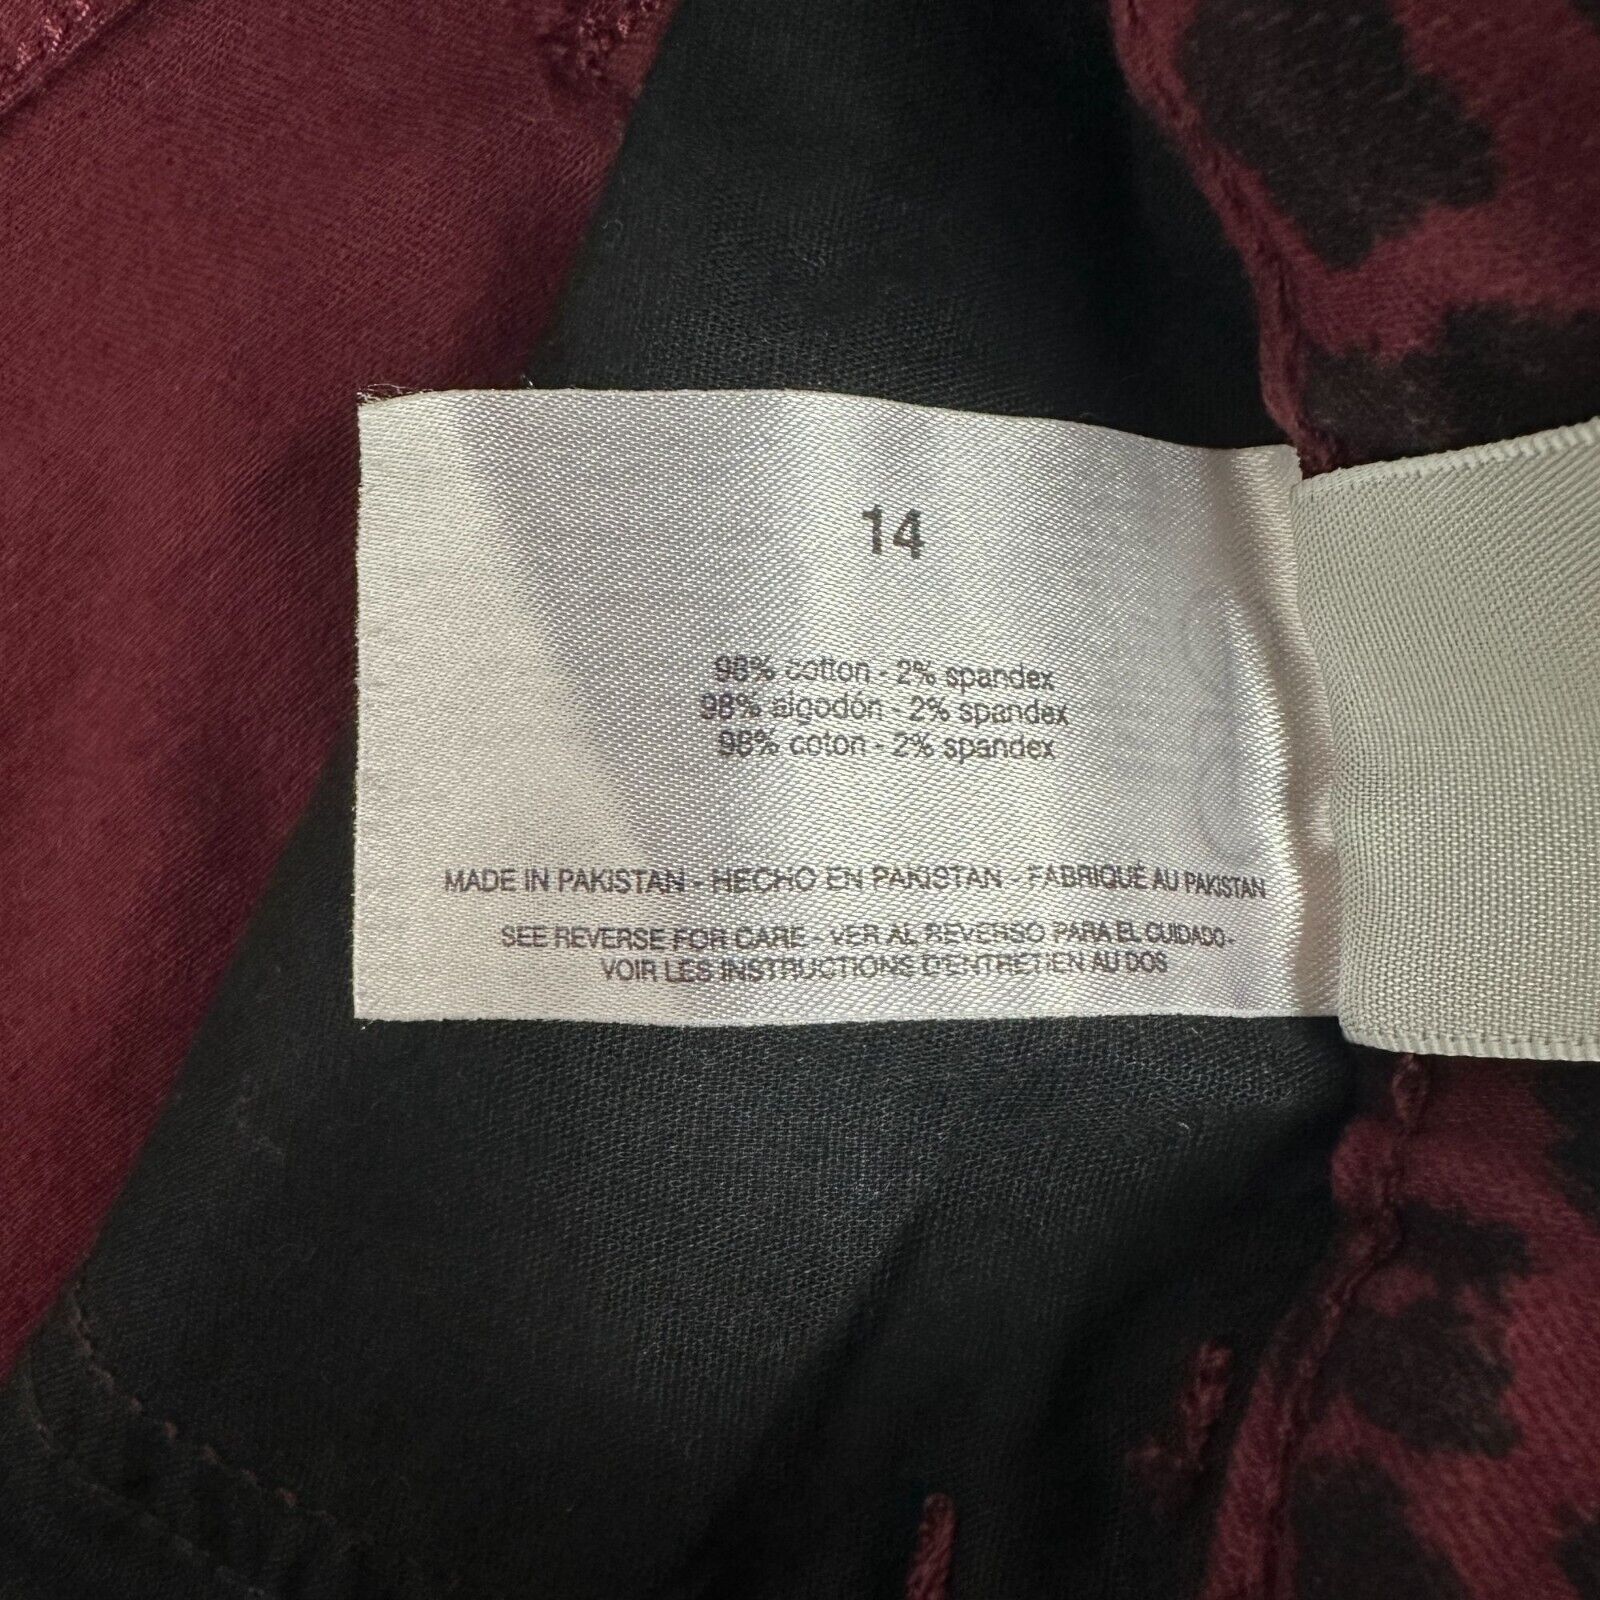 14
98% cotton - 2% spandex
98% algodón - 2% spandex
98% coton - 2% spandex
MADE IN PAKISTAN - HECHO EN PAKISTAN - FABRIQUÉ AU PAKISTAN
SEE REVERSE FOR CARE - VER AL REVERSO PARA EL CUIDADO -
VOIR LES INSTRUCTIONS D'ENTRETIEN AU DOS